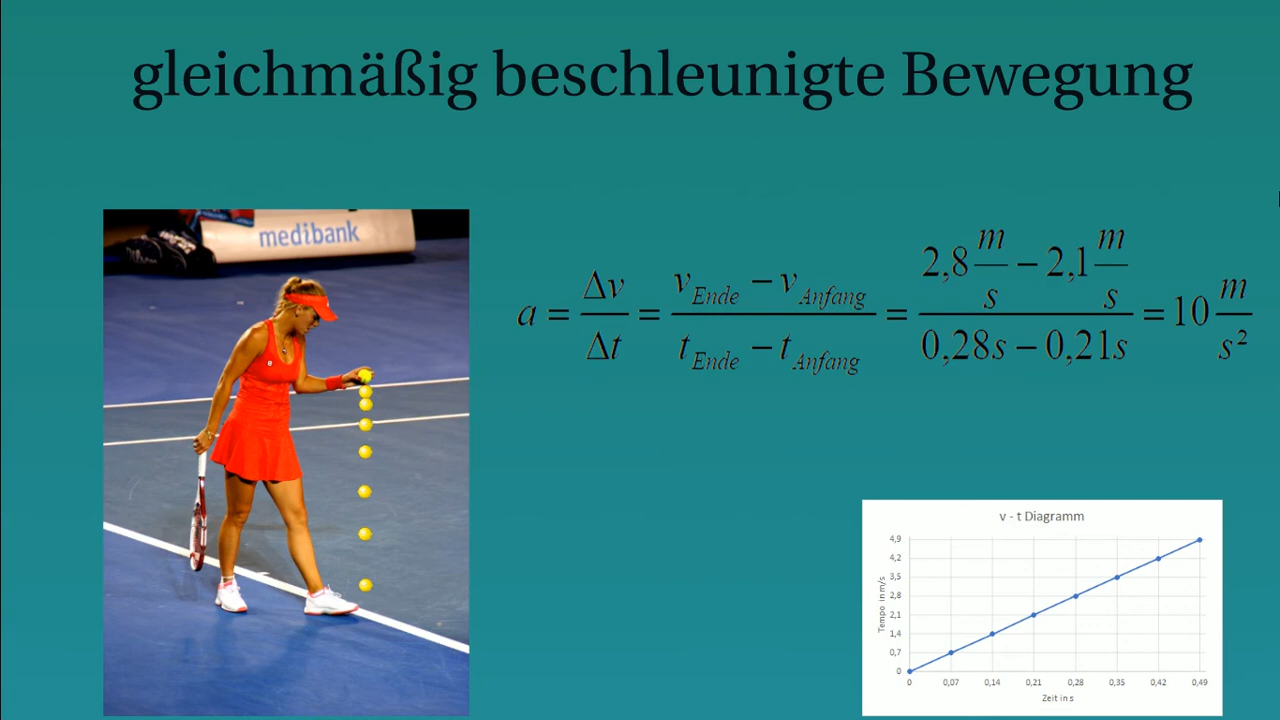 gleichmäßig beschleunigte Bewegung
medibank
a = Δv/Δt = (v_Ende − v_Anfang)/(t_Ende − t_Anfang) = (2,8 m/s − 2,1 m/s)/(0,28s − 0,21s) = 10 m/s²
v - t Diagramm
Tempo in m/s
4,9
4,2
3,5
2,8
2,1
1,4
0,7
0
0 0,07 0,14 0,21 0,28 0,35 0,42 0,49
Zeit in s